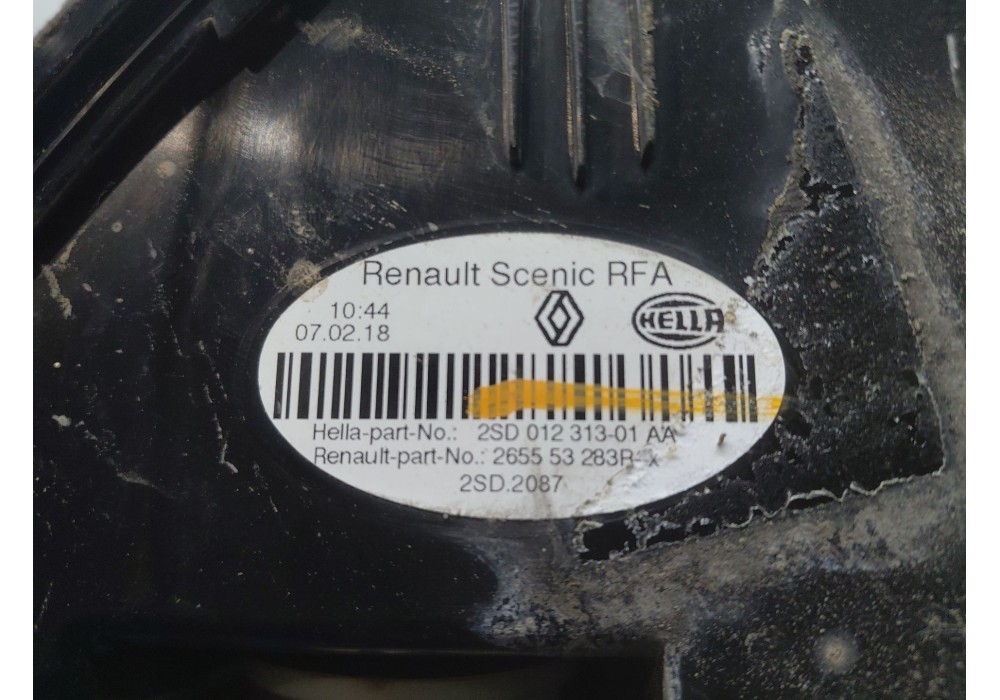 Renault Scenic RFA
10:44
07.02.18
HELLA
Hella-part-No.: 2SD 012 313-01 AA
Renault-part-No.: 2655 53 283R-x
2SD.2087